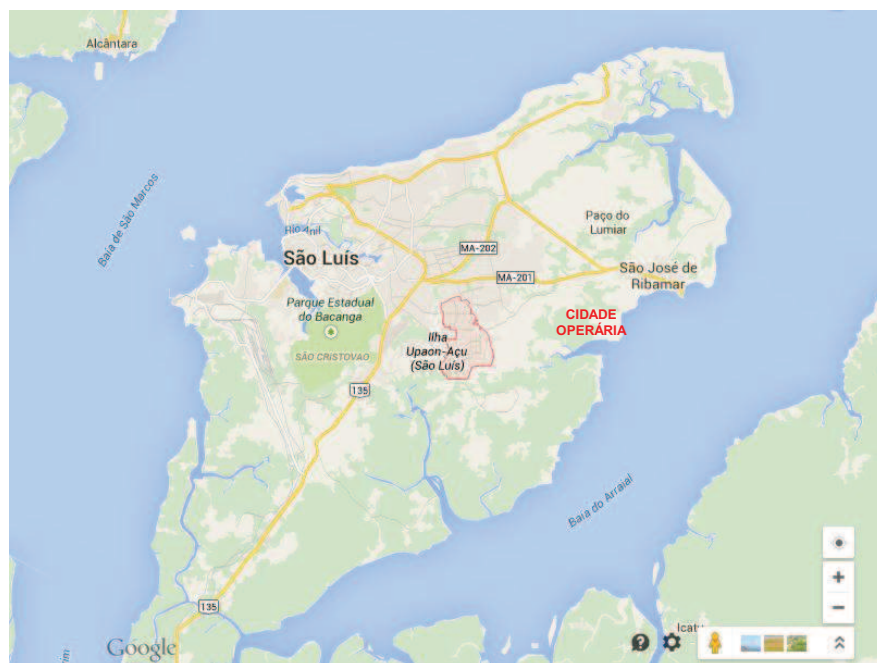 Alcântara
Baía de São Marcos
Rio Anil
São Luís
MA-202
Paço do
Lumiar
MA-201
São José de
Ribamar
Parque Estadual
do Bacanga
SÃO CRISTOVAO
Ilha
Upaon-Açu
(São Luís)
CIDADE
OPERÁRIA
135
Baía do Arraial
135
Google